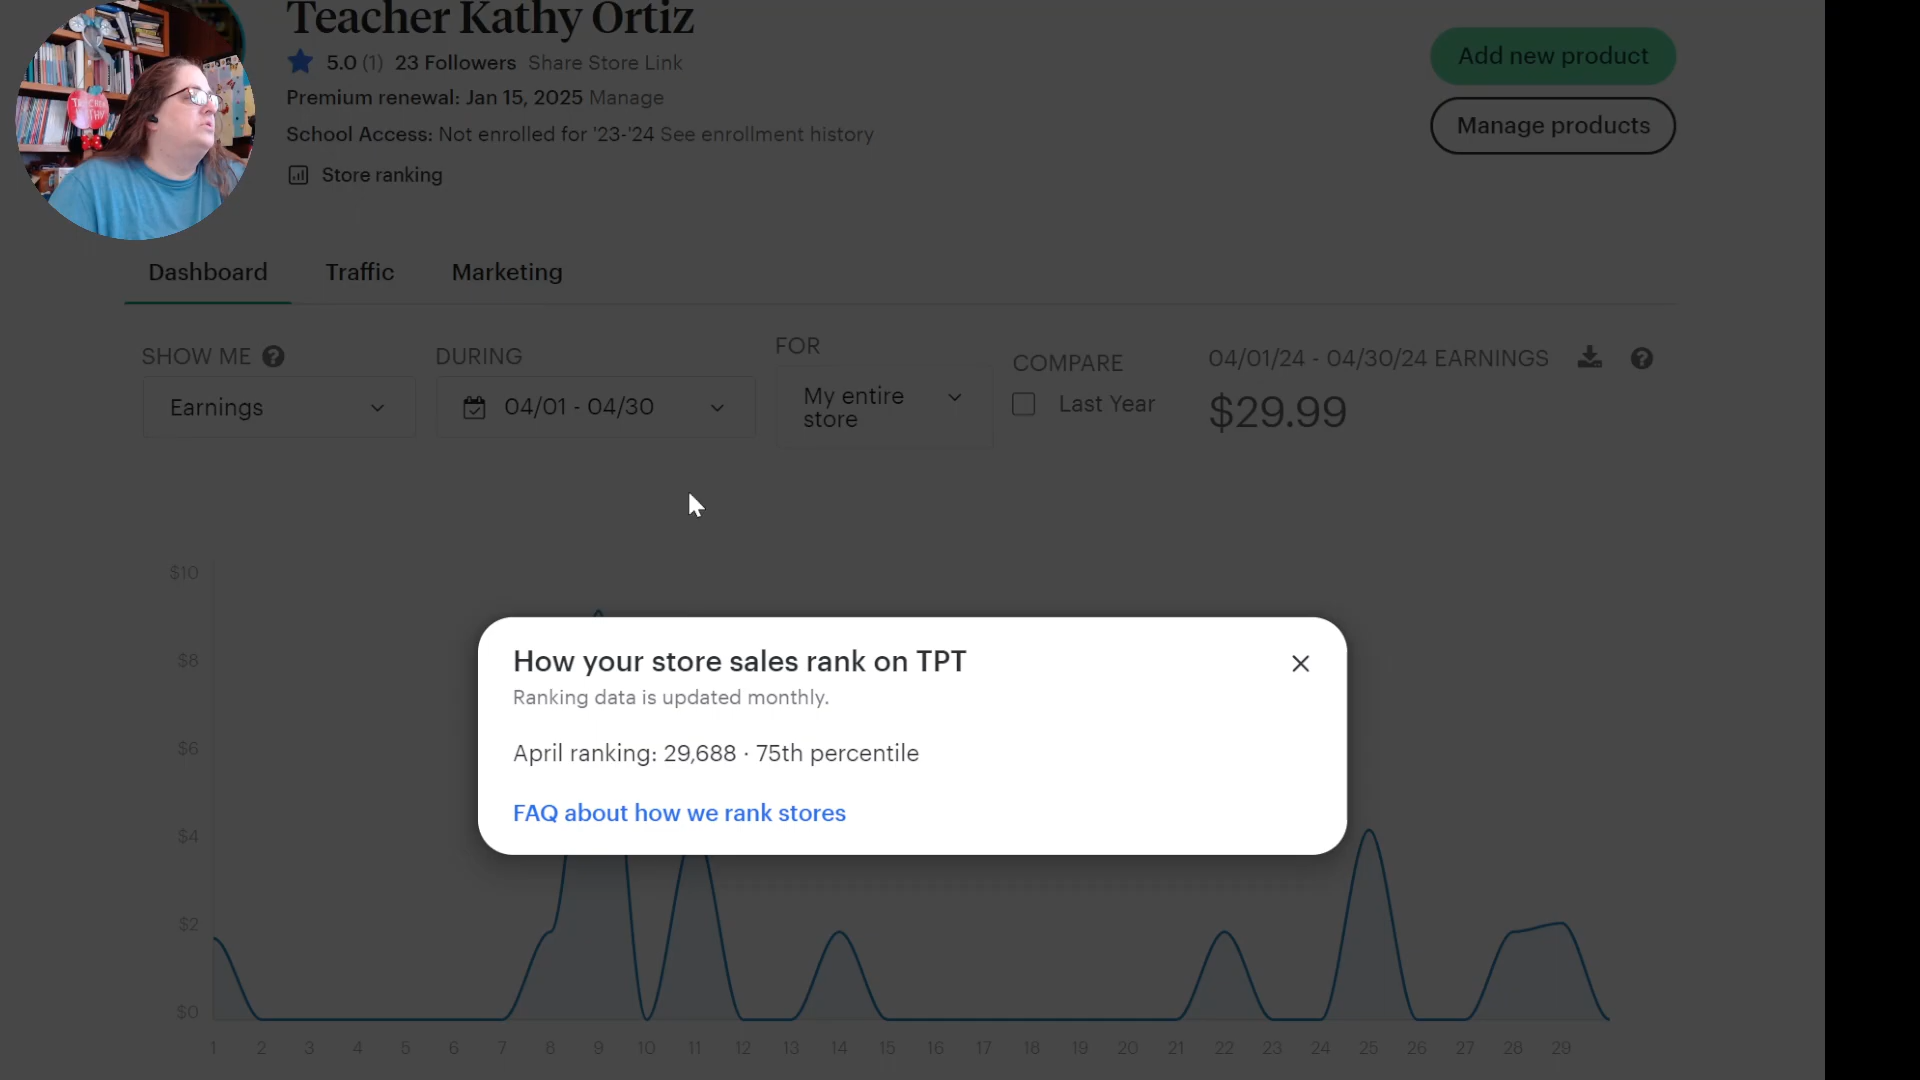 Teacher Kathy Ortiz
5.0 (1) 23 Followers Share Store Link
Premium renewal: Jan 15, 2025 Manage
School Access: Not enrolled for '23-'24 See enrollment history
Store ranking
Add new product
Manage products
TEACHER
KATHY
Dashboard Traffic Marketing
SHOW ME
Earnings
DURING
04/01 - 04/30
FOR
My entire
store
COMPARE
Last Year
04/01/24 - 04/30/24 EARNINGS
$29.99
$10
$8
$6
$4
$2
$0
How your store sales rank on TPT
Ranking data is updated monthly.
April ranking: 29,688 · 75th percentile
FAQ about how we rank stores
1 2 3 4 5 6 7 8 9 10 11 12 13 14 15 16 17 18 19 20 21 22 23 24 25 26 27 28 29